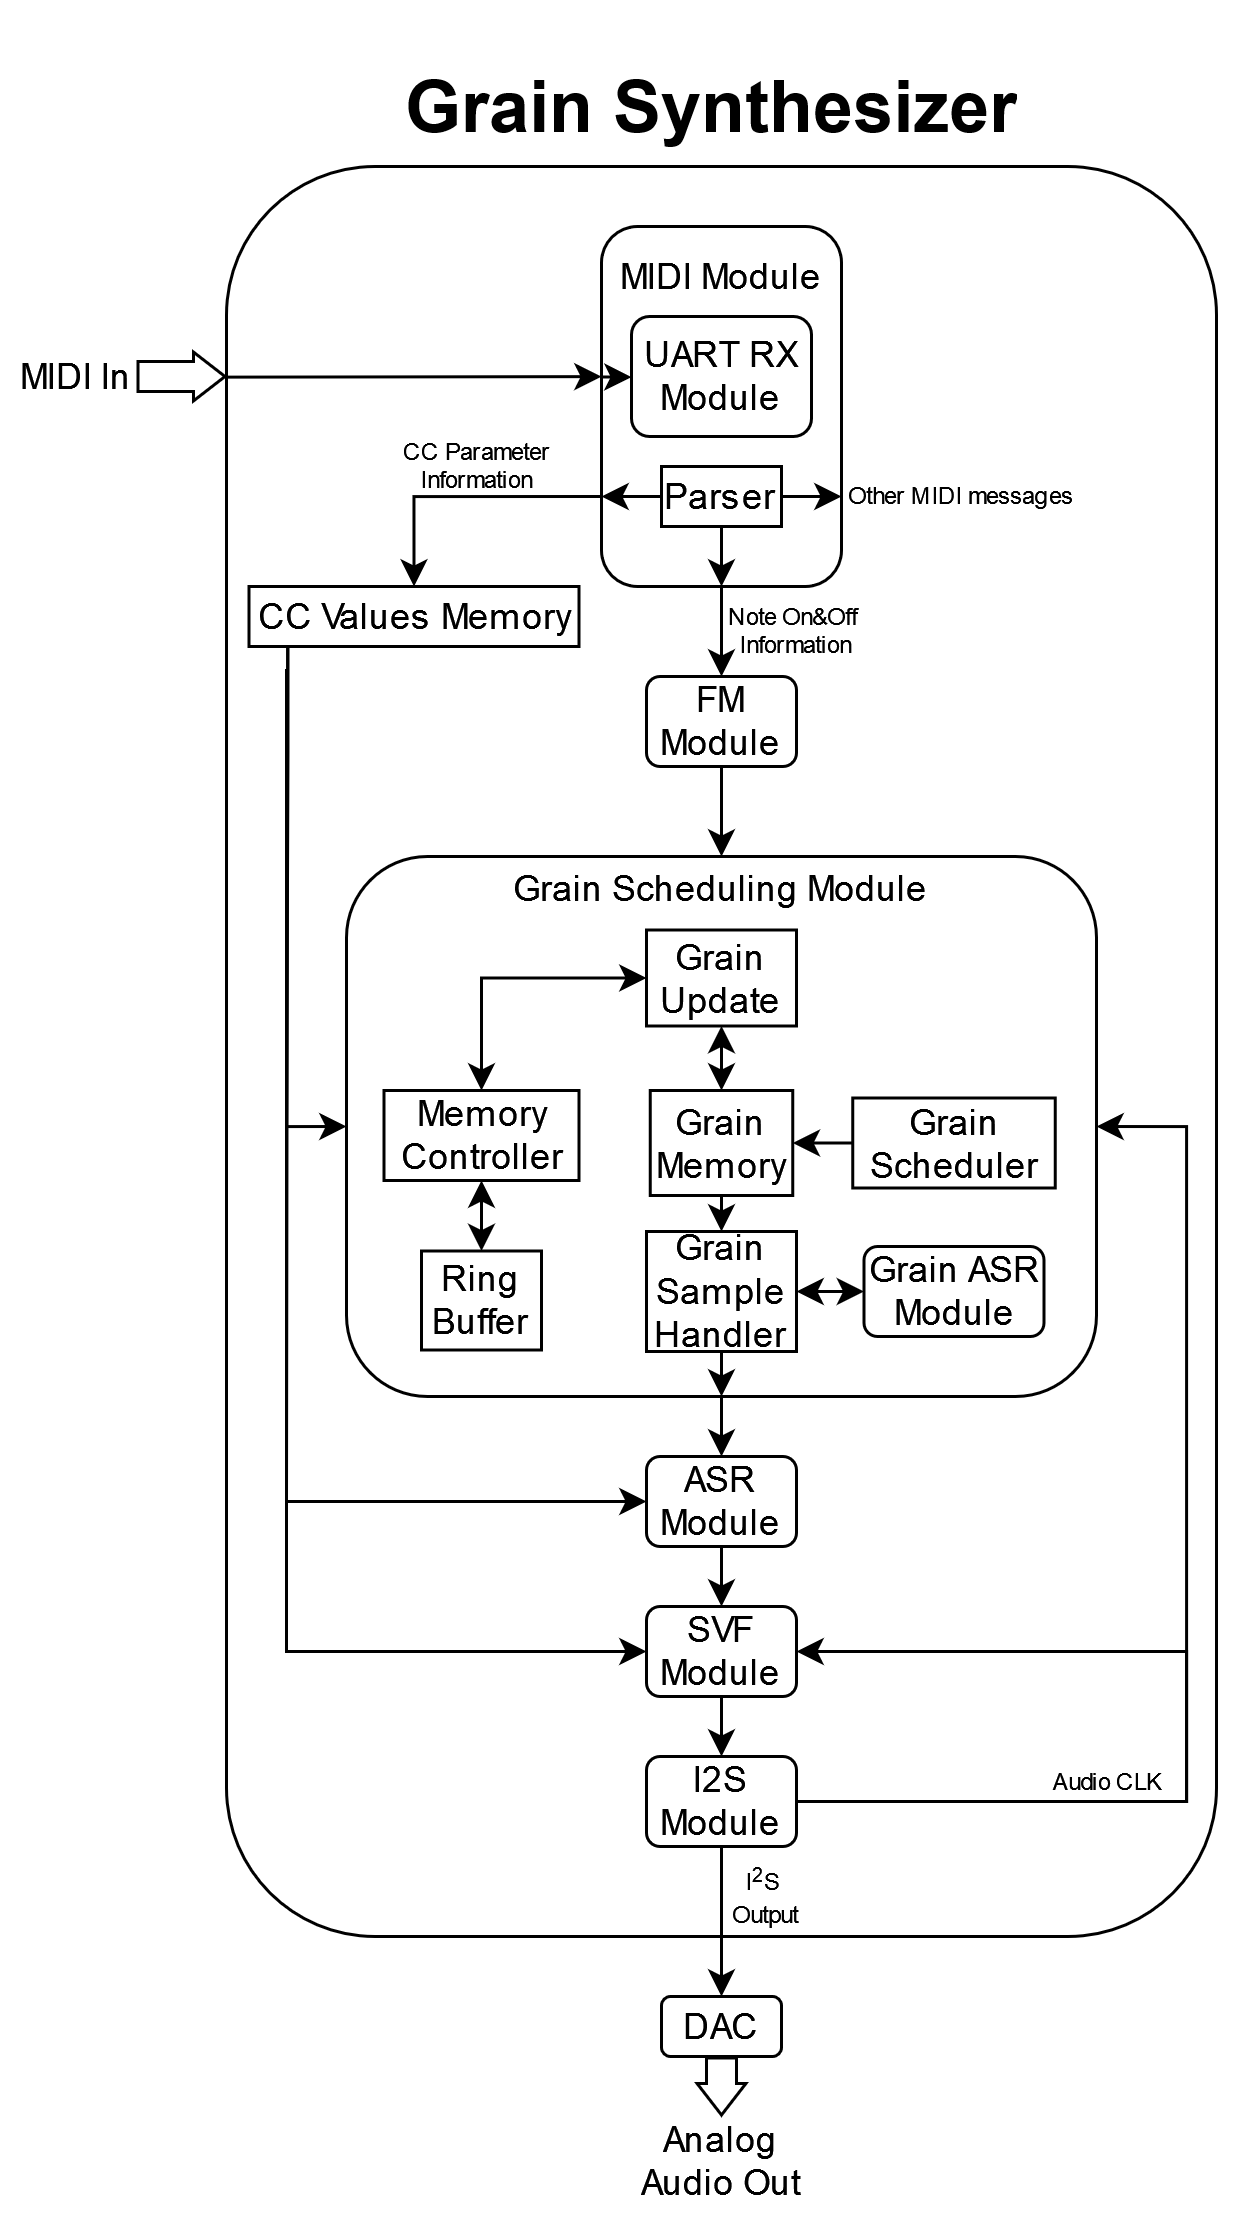 Grain Synthesizer
MIDI Module
UART RX
Module
MIDI In
CC Parameter
Information
Parser
Other MIDI messages
CC Values Memory
Note On&Off
Information
FM
Module
Grain Scheduling Module
Grain
Update
Memory
Controller
Grain
Memory
Grain
Scheduler
Ring
Buffer
Grain
Sample
Handler
Grain ASR
Module
ASR
Module
SVF
Module
I2S
Module
Audio CLK
I²S
Output
DAC
Analog
Audio Out